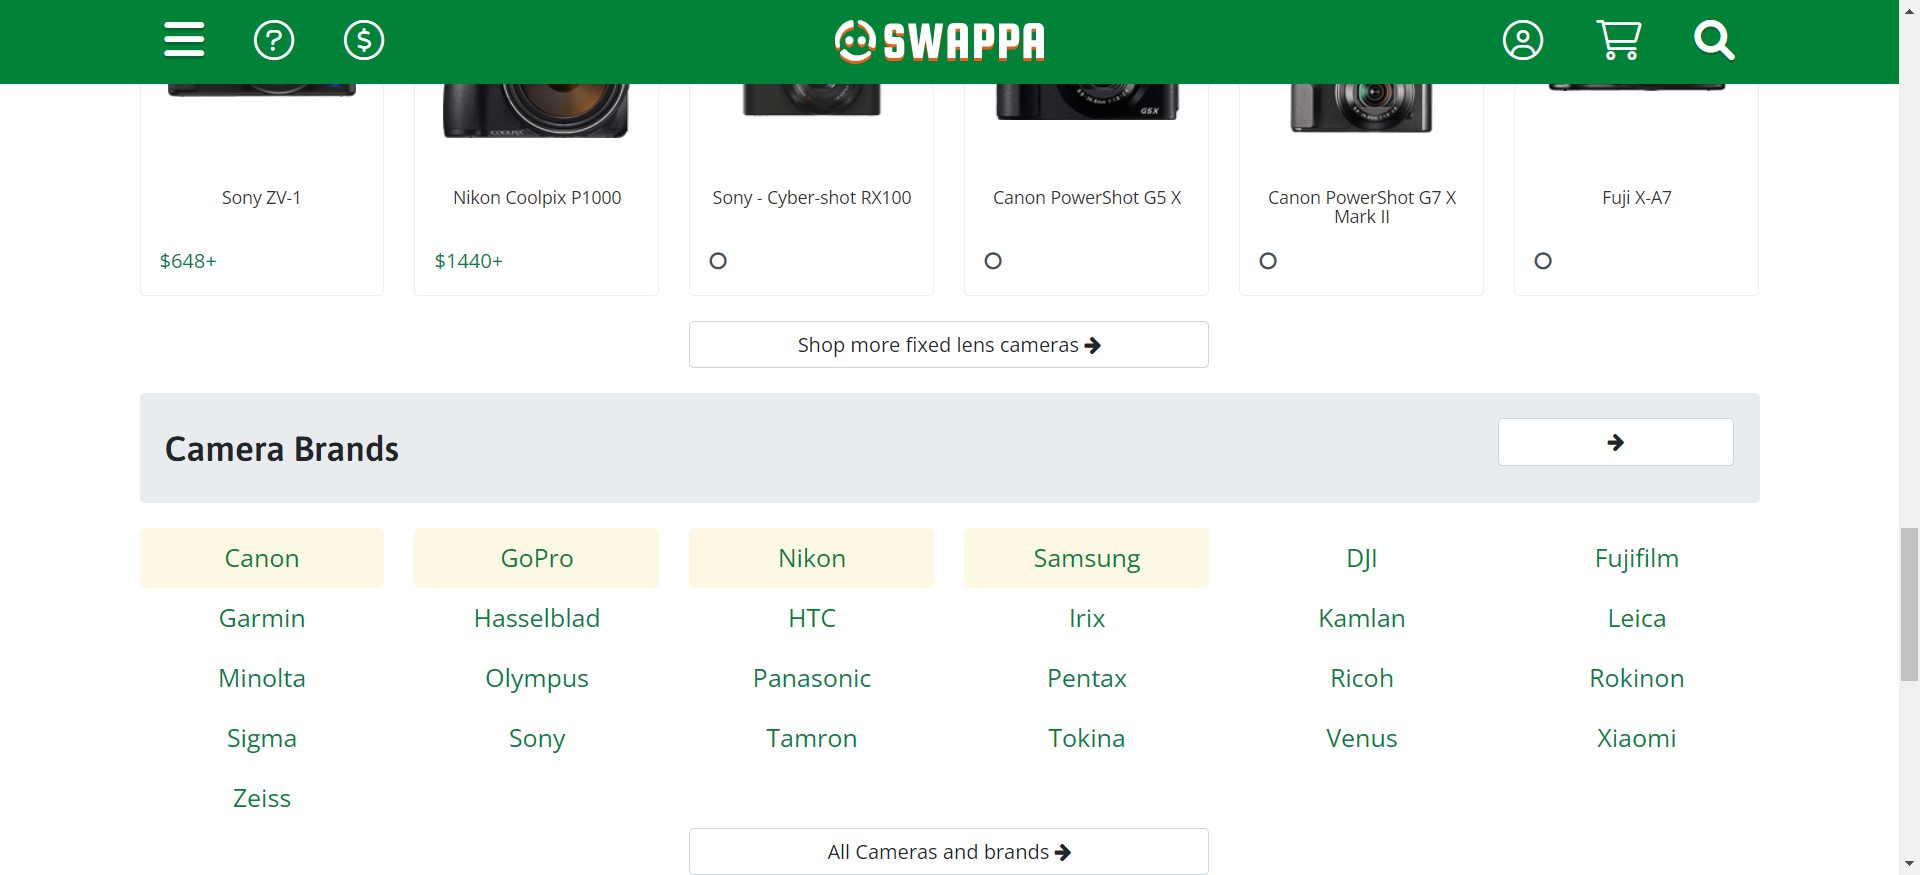 SWAPPA
COOLPIX
G5X
Sony ZV-1
Nikon Coolpix P1000
Sony - Cyber-shot RX100
Canon PowerShot G5 X
Canon PowerShot G7 X
Mark II
Fuji X-A7
$648+
$1440+
Shop more fixed lens cameras
Camera Brands
Canon GoPro Nikon Samsung DJI Fujifilm
Garmin Hasselblad HTC Irix Kamlan Leica
Minolta Olympus Panasonic Pentax Ricoh Rokinon
Sigma Sony Tamron Tokina Venus Xiaomi
Zeiss
All Cameras and brands